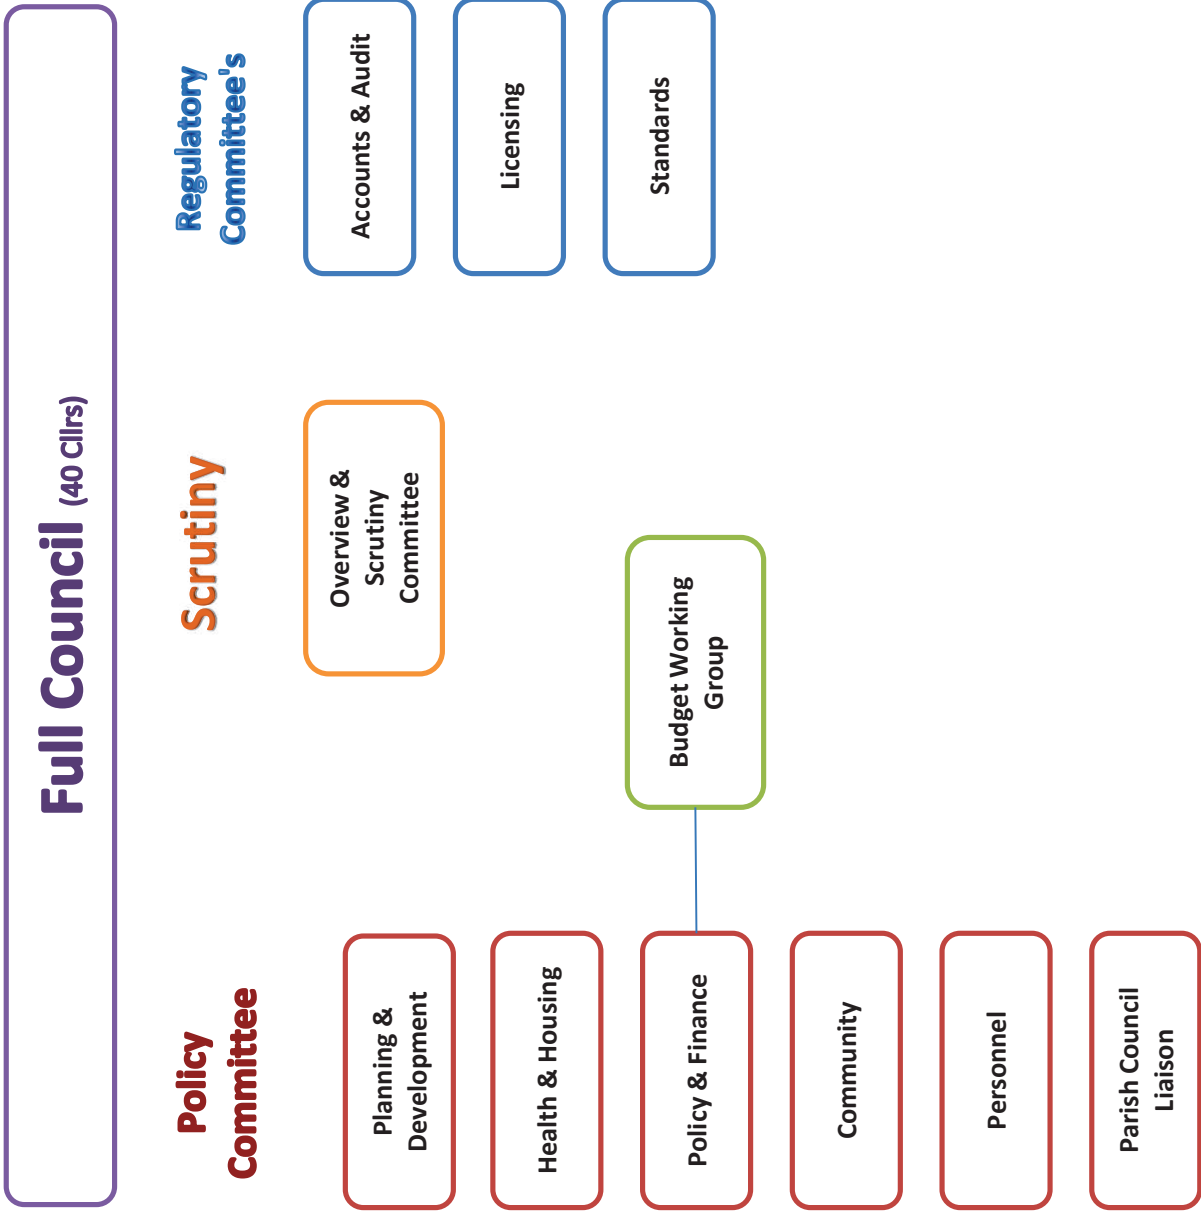 Full Council (40 Cllrs)
Policy
Committee
Planning &
Development
Health & Housing
Policy & Finance
Community
Personnel
Parish Council
Liaison
Scrutiny
Overview &
Scrutiny
Committee
Budget Working
Group
Regulatory
Committee's
Accounts & Audit
Licensing
Standards